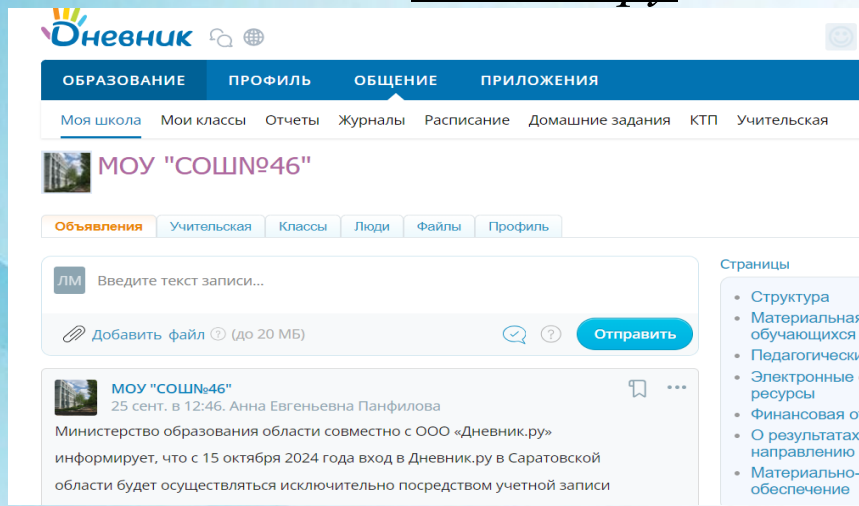 Дневник
ОБРАЗОВАНИЕ ПРОФИЛЬ ОБЩЕНИЕ ПРИЛОЖЕНИЯ
Моя школа Мои классы Отчеты Журналы Расписание Домашние задания КТП Учительская
МОУ "СОШ№46"
Объявления Учительская Классы Люди Файлы Профиль
ЛМ Введите текст записи...
Добавить файл ? (до 20 МБ) ? Отправить
МОУ "СОШ№46"
25 сент. в 12:46. Анна Евгеньевна Панфилова
Министерство образования области совместно с ООО «Дневник.ру»
информирует, что с 15 октября 2024 года вход в Дневник.ру в Саратовской
области будет осуществляться исключительно посредством учетной записи
Страницы
• Структура
• Материальная
обучающихся
• Педагогически
• Электронные
ресурсы
• Финансовая
• О результатах
направлению
• Материально-
обеспечение